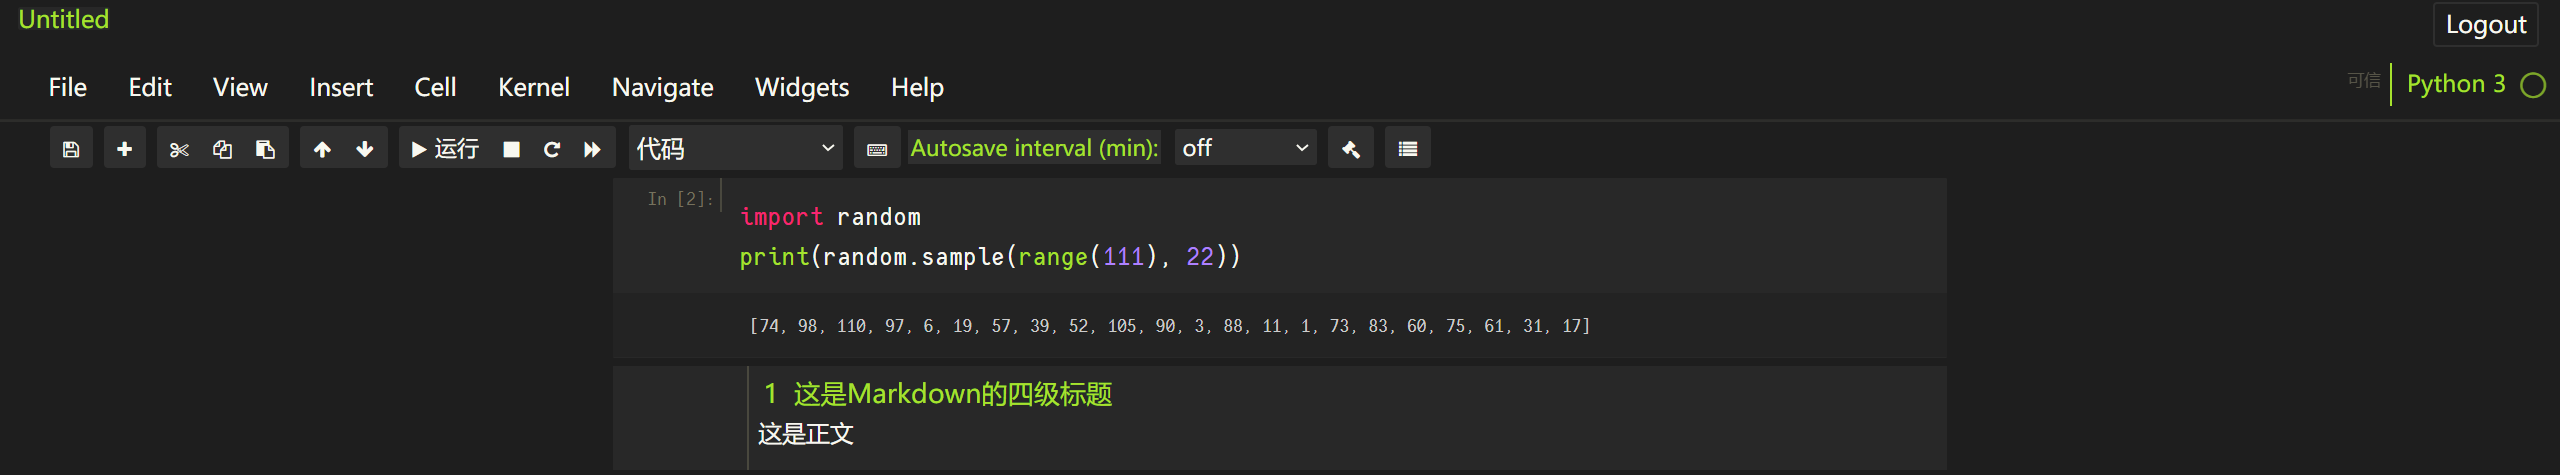 Untitled
Logout
File Edit View Insert Cell Kernel Navigate Widgets Help
可信 Python 3
运行 代码 Autosave interval (min): off
In [2]:
import random
print(random.sample(range(111), 22))
[74, 98, 110, 97, 6, 19, 57, 39, 52, 105, 90, 3, 88, 11, 1, 73, 83, 60, 75, 61, 31, 17]
1 这是Markdown的四级标题
这是正文